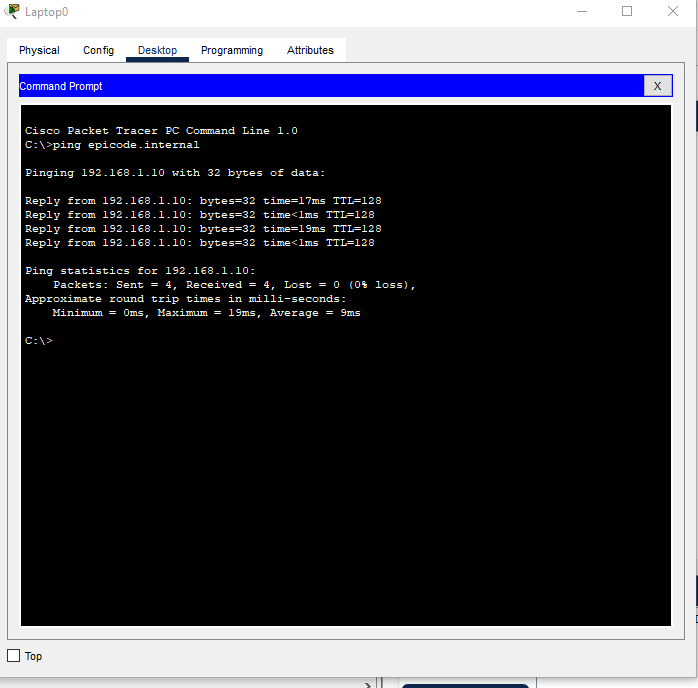 Laptop0
Physical Config Desktop Programming Attributes
Command Prompt X
Cisco Packet Tracer PC Command Line 1.0
C:\>ping epicode.internal
Pinging 192.168.1.10 with 32 bytes of data:
Reply from 192.168.1.10: bytes=32 time=17ms TTL=128
Reply from 192.168.1.10: bytes=32 time<1ms TTL=128
Reply from 192.168.1.10: bytes=32 time=19ms TTL=128
Reply from 192.168.1.10: bytes=32 time<1ms TTL=128
Ping statistics for 192.168.1.10:
Packets: Sent = 4, Received = 4, Lost = 0 (0% loss),
Approximate round trip times in milli-seconds:
Minimum = 0ms, Maximum = 19ms, Average = 9ms
C:\>
Top